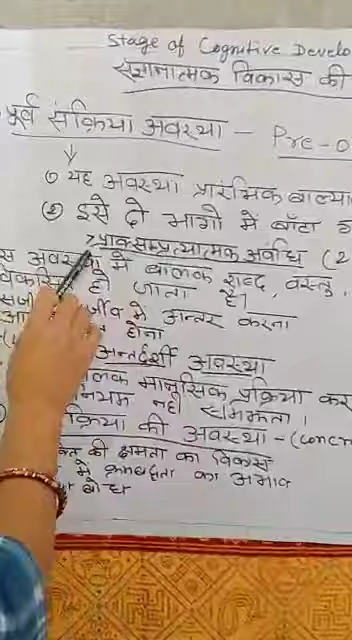 Stage of Cognitive Develo
संज्ञानात्मक विकास की
पूर्व संक्रिया अवस्था - Pre-o
① यह अवस्था प्रारंभिक बाल्या
② इसे दो भागो में बाँटा ग
प्राकसम्प्रत्यात्मक अवधि (2
स अवस्था में बालक शब्द, वस्तु,
विकसित हो जाता है।
सजीव में अन्तर करना
होना
अन्तर्दर्शी अवस्था
बालक मानसिक प्रक्रिया कर
नियम नहीं समझता।
क्रिया की अवस्था - (concr
की क्षमता का विकास
में क्रमबद्धता का अभाव
बोध